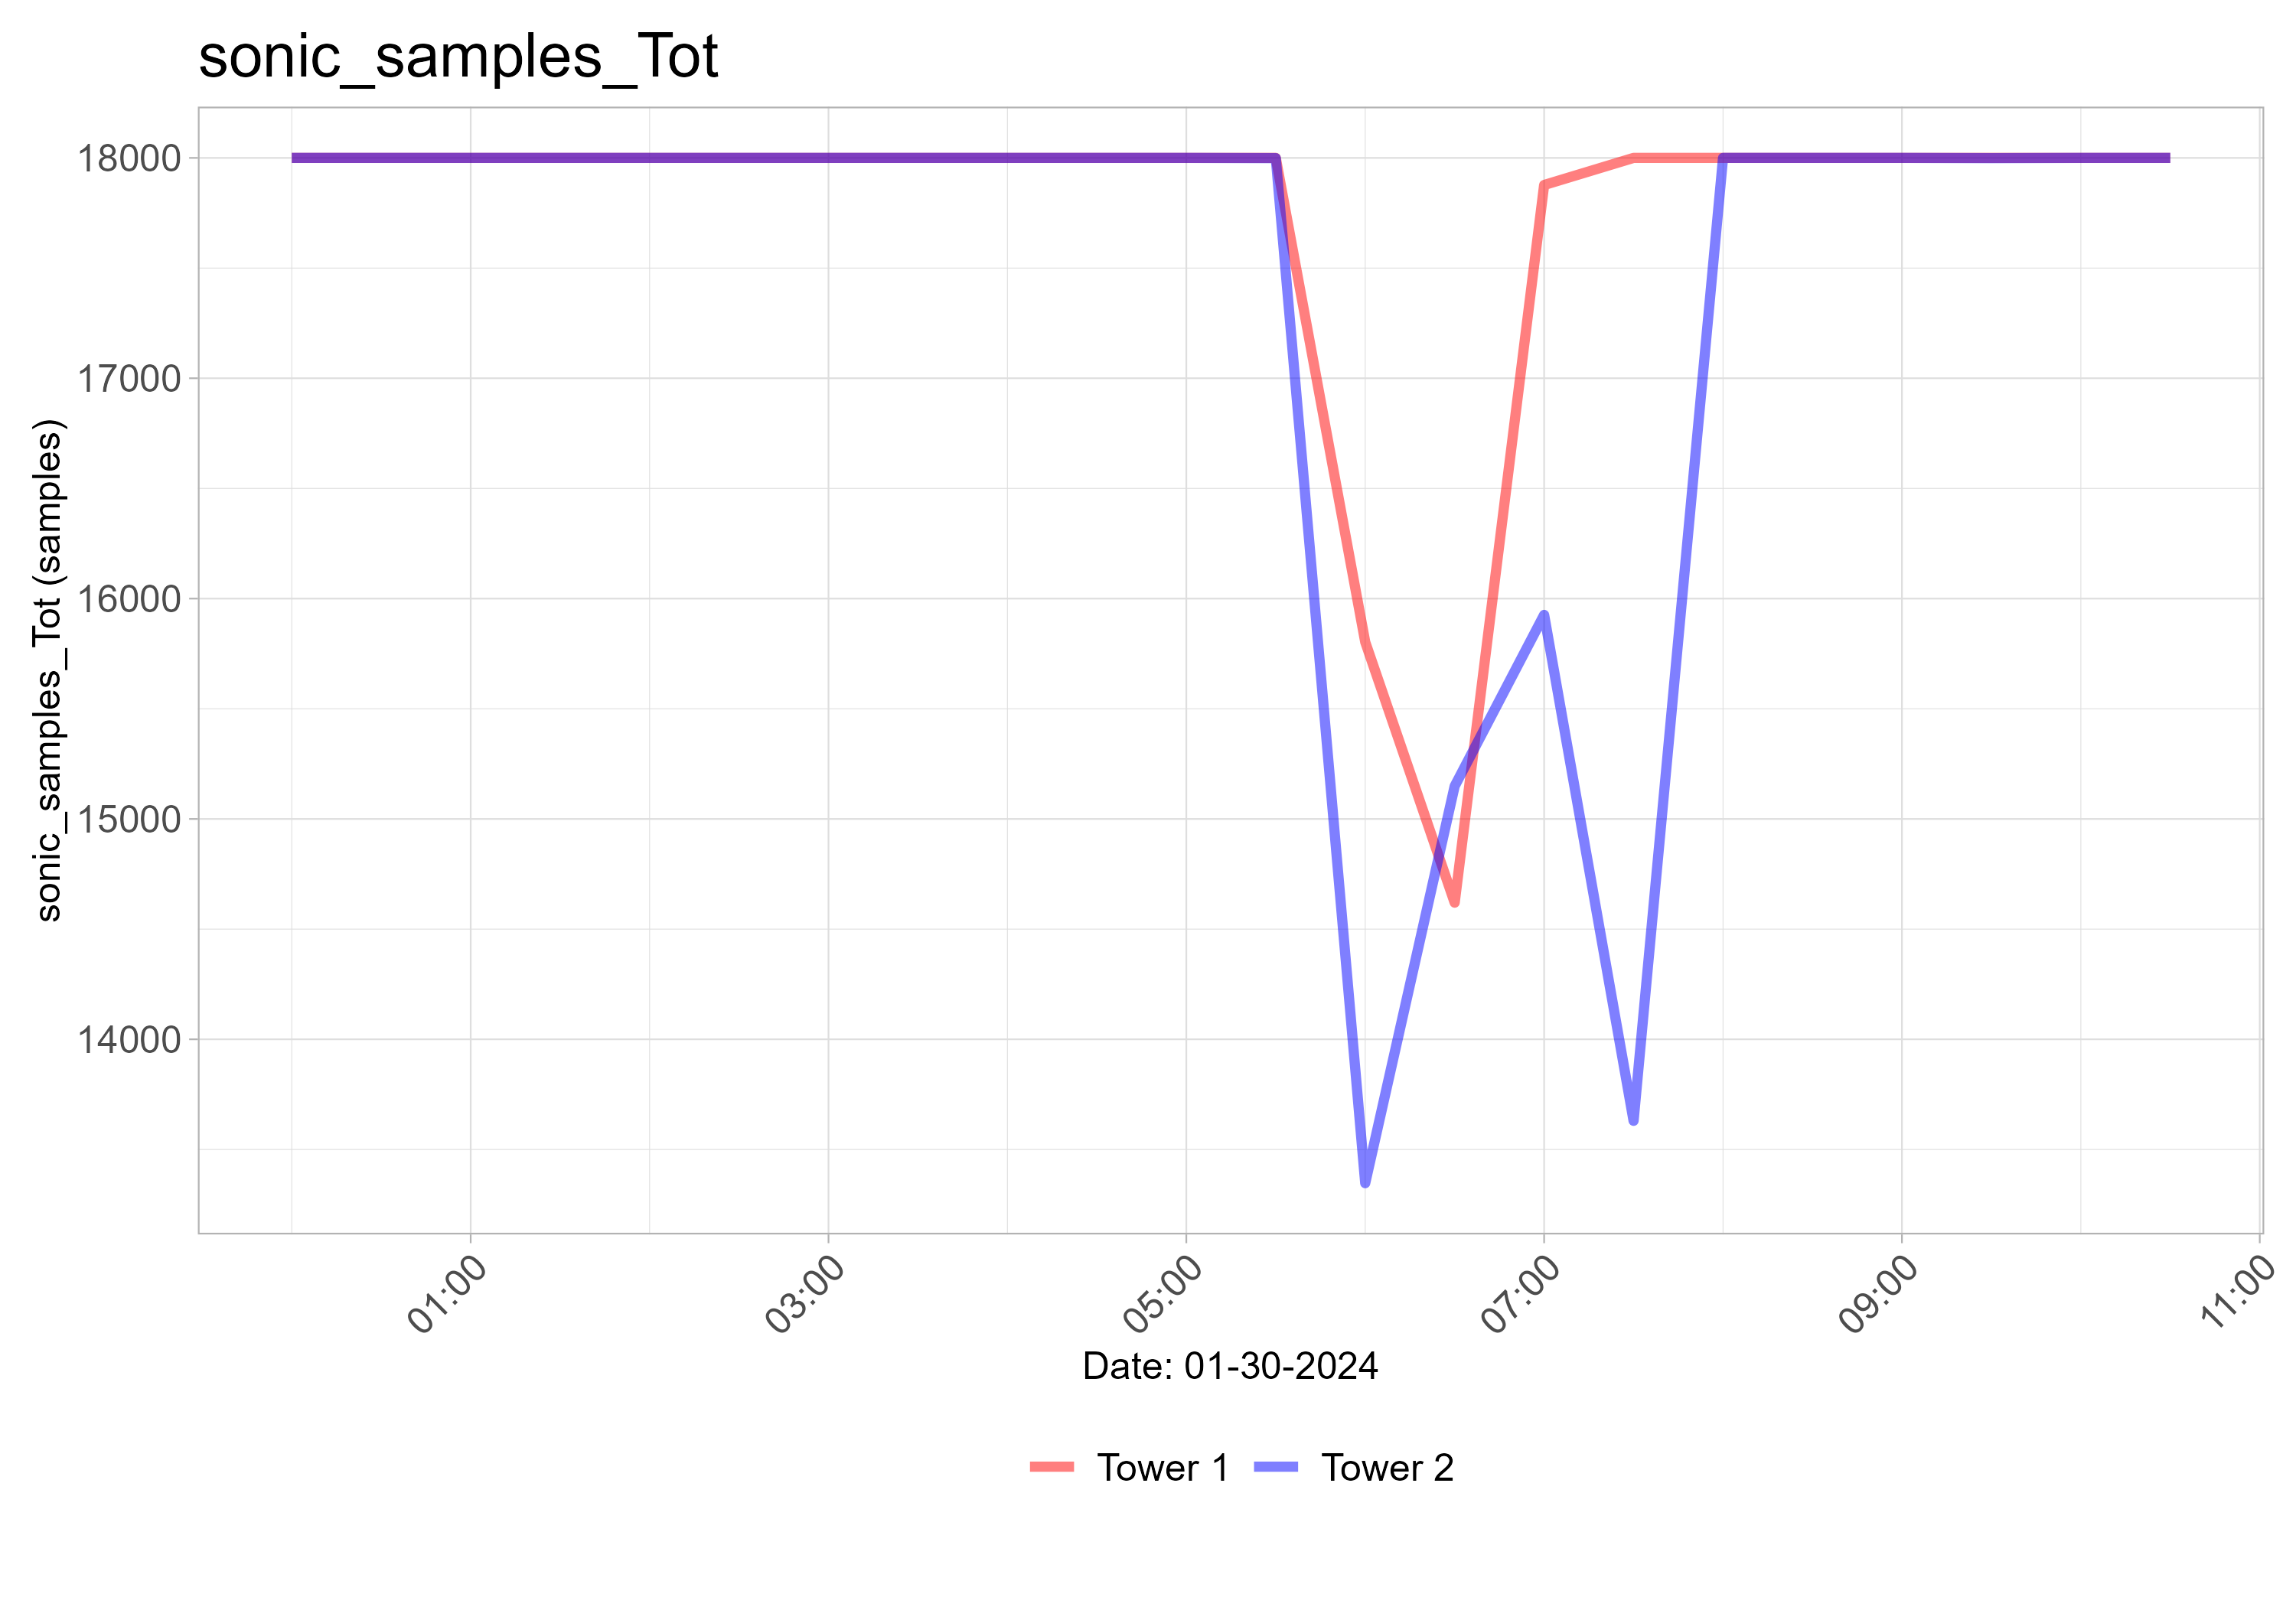 sonic_samples_Tot
sonic_samples_Tot (samples)
18000
17000
16000
15000
14000
01:00
03:00
05:00
07:00
09:00
11:00
Date: 01-30-2024
Tower 1
Tower 2